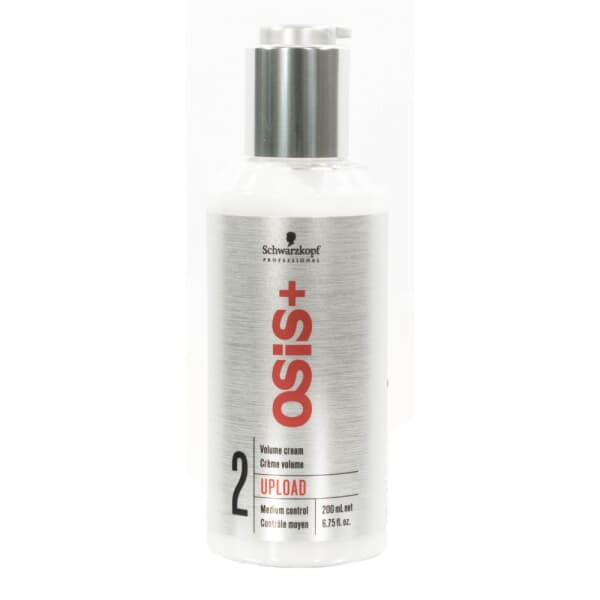 Schwarzkopf
PROFESSIONAL
OSiS+
2
Volume cream
Crème volume
UPLOAD
Medium control
Contrôle moyen
200 mL net
6.75 fl. oz.